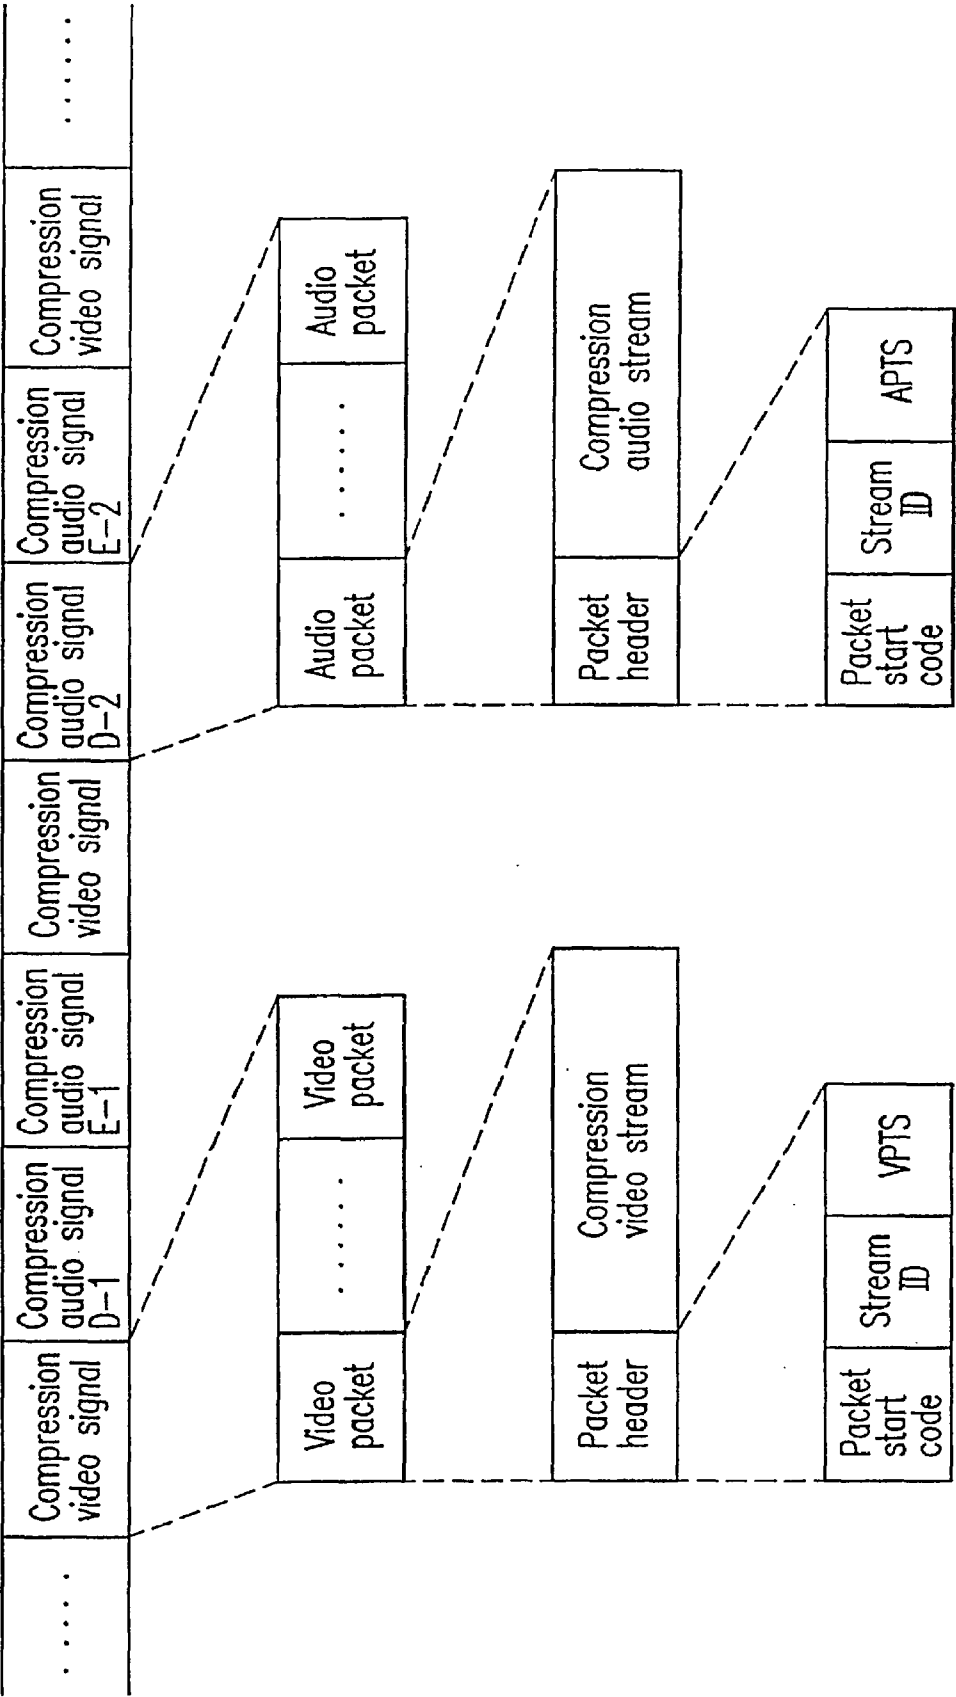 . . . .
Compression
video signal
Compression
audio signal
D-1
Compression
audio signal
E-1
Compression
video signal
Compression
audio signal
D-2
Compression
audio signal
E-2
Compression
video signal
. . . . . .
Video
packet
. . . . . .
Video
packet
Audio
packet
. . . . . .
Audio
packet
Packet
header
Compression
video stream
Packet
header
Compression
audio stream
Packet
start
code
Stream
ID
VPTS
Packet
start
code
Stream
ID
APTS